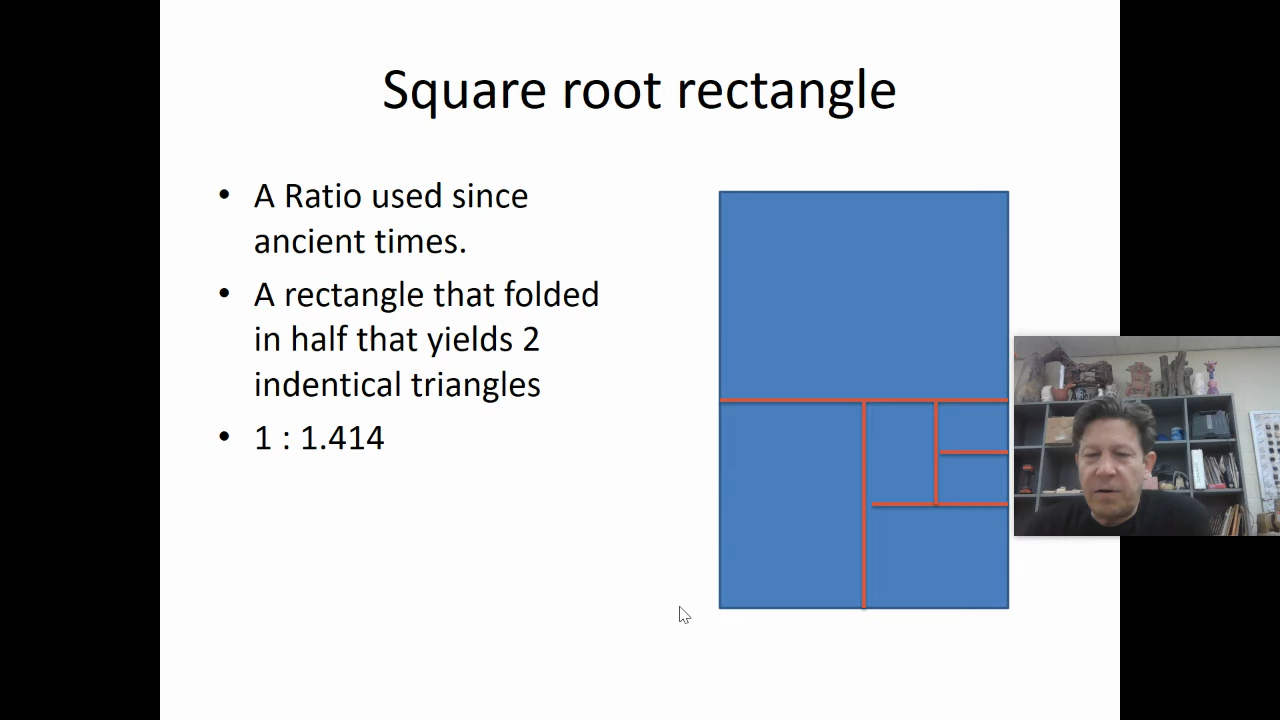 Square root rectangle
• A Ratio used since
ancient times.
• A rectangle that folded
in half that yields 2
indentical triangles
• 1 : 1.414